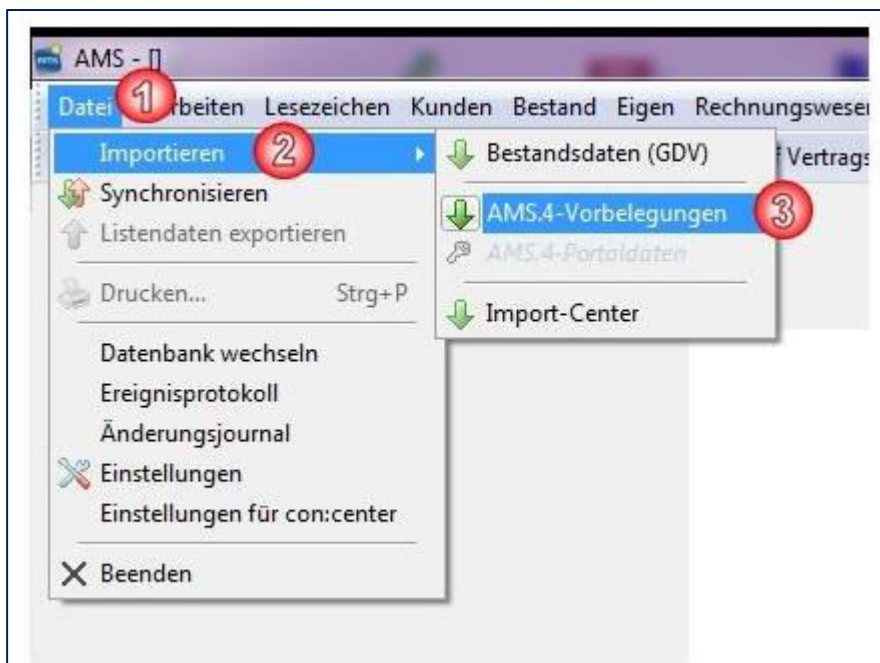 AMS - []
Datei 1 rbeiten Lesezeichen Kunden Bestand Eigen Rechnungswese
Importieren 2
Synchronisieren
Listendaten exportieren
Drucken... Strg+P
Datenbank wechseln
Ereignisprotokoll
Änderungsjournal
Einstellungen
Einstellungen für con:center
Beenden
Bestandsdaten (GDV)
AMS.4-Vorbelegungen 3
AMS.4-Portaldaten
Import-Center
Vertrags